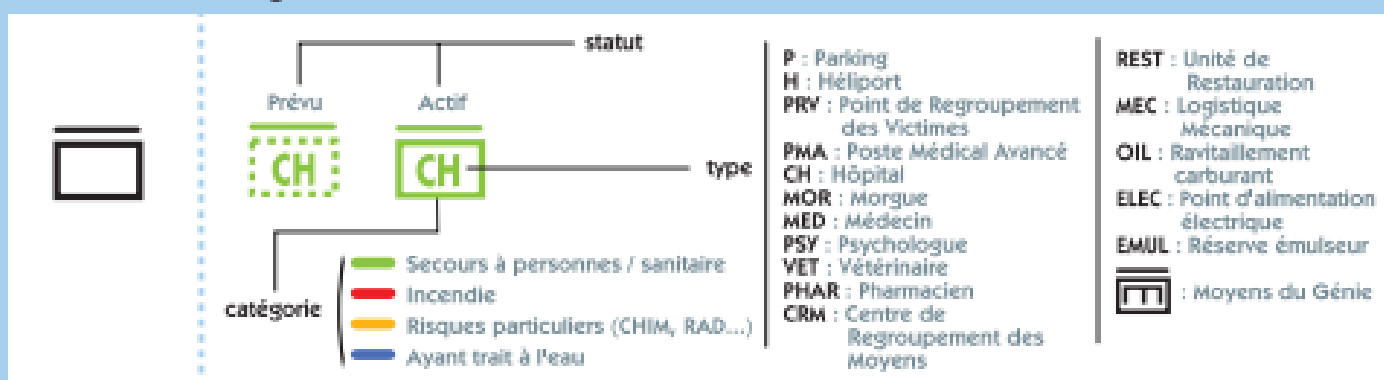 statut
Prévu
Actif
CH
CH
type
catégorie
Secours à personnes / sanitaire
Incendie
Risques particuliers (CHIM, RAD...)
Ayant trait à l'eau
P : Parking
H : Héliport
PRV : Point de Regroupement
des Victimes
PMA : Poste Médical Avancé
CH : Hôpital
MOR : Morgue
MED : Médecin
PSY : Psychologue
VET : Vétérinaire
PHAR : Pharmacien
CRM : Centre de
Regroupement des
Moyens
REST : Unité de
Restauration
MEC : Logistique
Mécanique
OIL : Ravitaillement
carburant
ELEC : Point d'alimentation
électrique
EMUL : Réserve émulseur
: Moyens du Génie